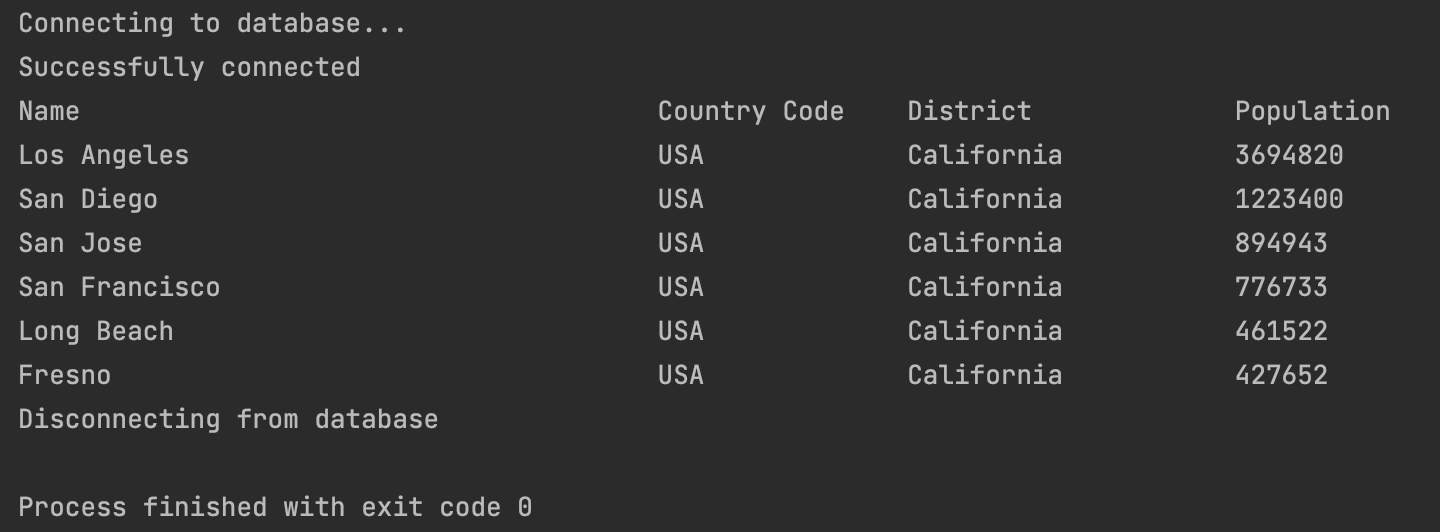 Connecting to database...
Successfully connected
Name Country Code District Population
Los Angeles USA California 3694820
San Diego USA California 1223400
San Jose USA California 894943
San Francisco USA California 776733
Long Beach USA California 461522
Fresno USA California 427652
Disconnecting from database
Process finished with exit code 0